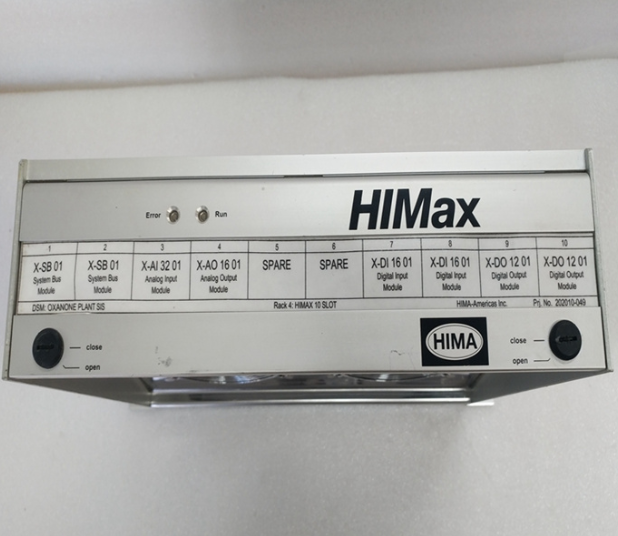 Error Run
HIMax
1 2 3 4 5 6 7 8 9 10
X-SB 01 X-SB 01 X-AI 32 01 X-AO 16 01 SPARE SPARE X-DI 16 01 X-DI 16 01 X-DO 12 01 X-DO 12 01
System Bus System Bus Analog Input Analog Output Digital Input Digital Input Digital Output Digital Output
Module Module Module Module Module Module Module Module
DSM: OXANONE PLANT SIS Rack 4: HIMAX 10 SLOT HIMA-Americas Inc. Prj. No. 202010-049
close HIMA close
open open